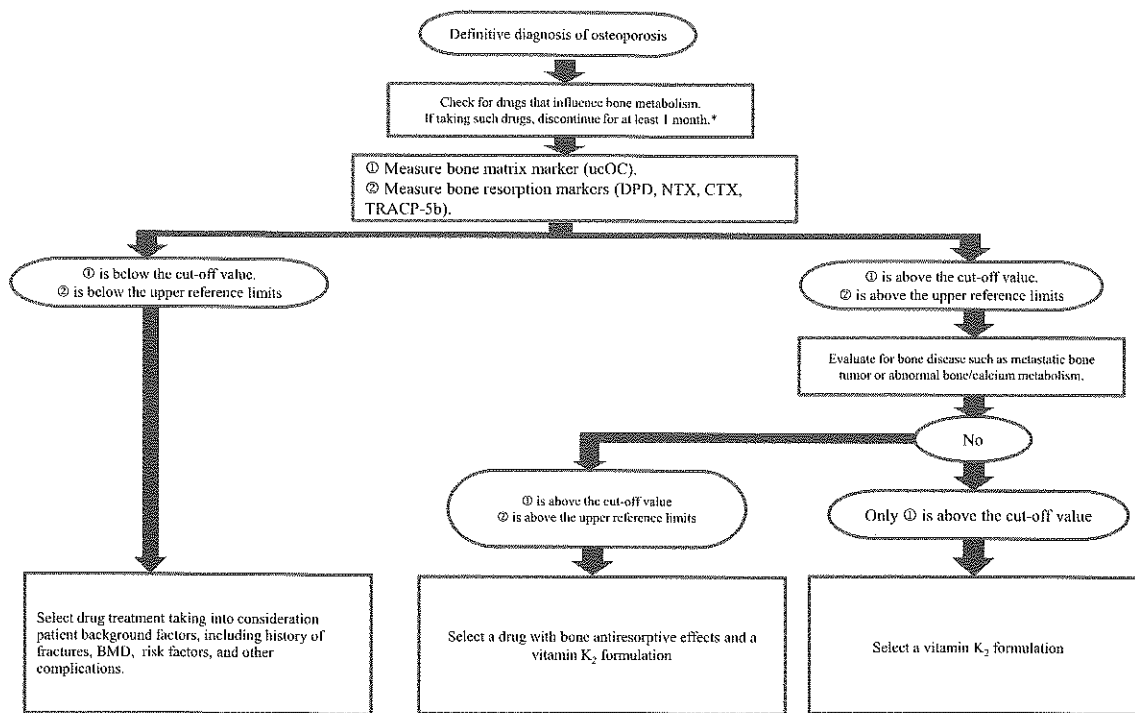 Definitive diagnosis of osteoporosis
Check for drugs that influence bone metabolism.
If taking such drugs, discontinue for at least 1 month.*
① Measure bone matrix marker (ucOC).
② Measure bone resorption markers (DPD, NTX, CTX,
TRACP-5b).
① is below the cut-off value.
② is below the upper reference limits
① is above the cut-off value.
② is above the upper reference limits
Evaluate for bone disease such as metastatic bone
tumor or abnormal bone/calcium metabolism.
No
① is above the cut-off value
② is above the upper reference limits
Only ① is above the cut-off value
Select drug treatment taking into consideration
patient background factors, including history of
fractures, BMD, risk factors, and other
complications.
Select a drug with bone antiresorptive effects and a
vitamin K₂ formulation
Select a vitamin K₂ formulation